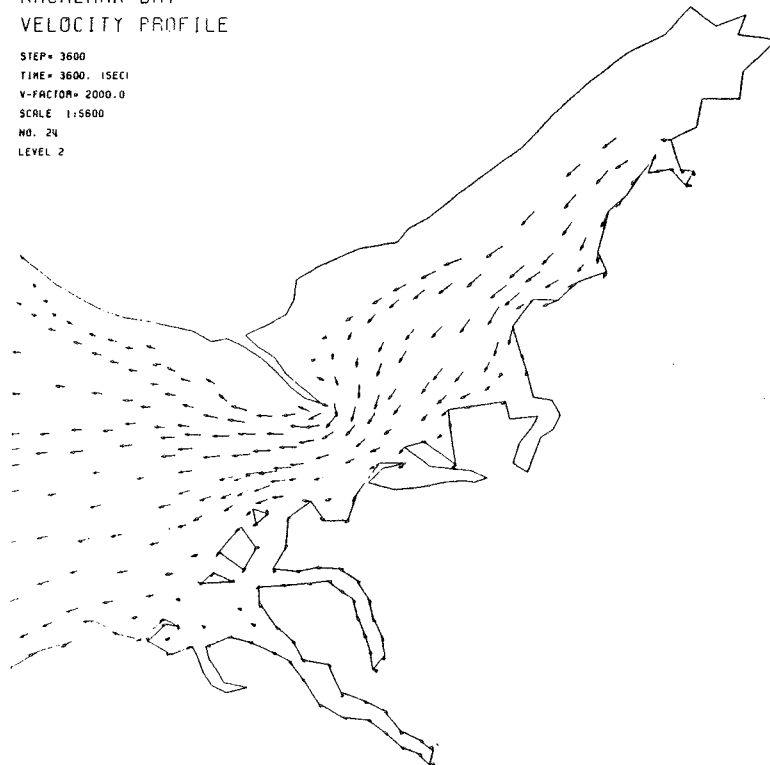 VELOCITY PROFILE
STEP= 3600
TIME= 3600. (SEC)
V-FACTOR= 2000.0
SCALE 1:5600
NO. 24
LEVEL 2